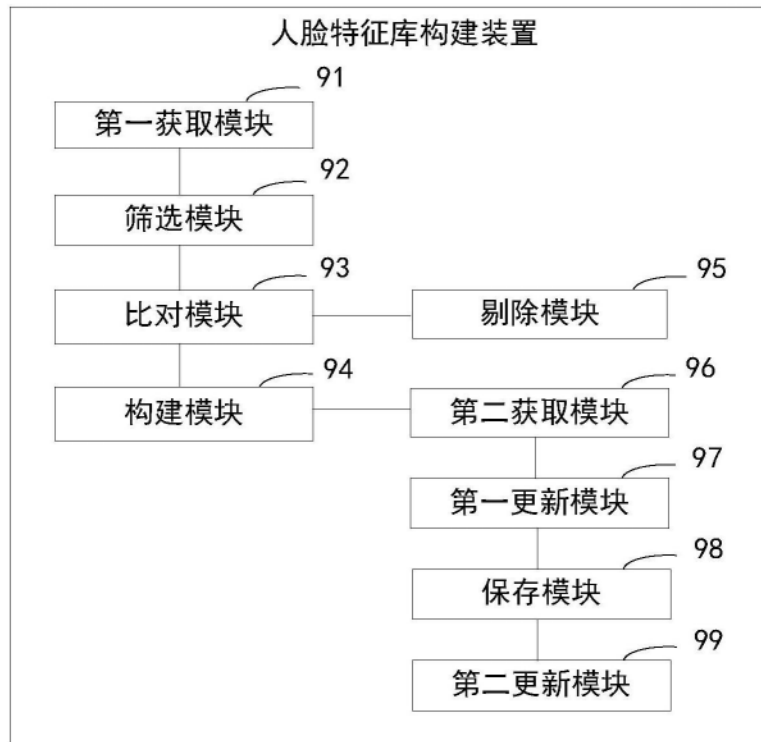 人脸特征库构建装置
91
第一获取模块
92
筛选模块
93
比对模块
95
剔除模块
94
构建模块
96
第二获取模块
97
第一更新模块
98
保存模块
99
第二更新模块